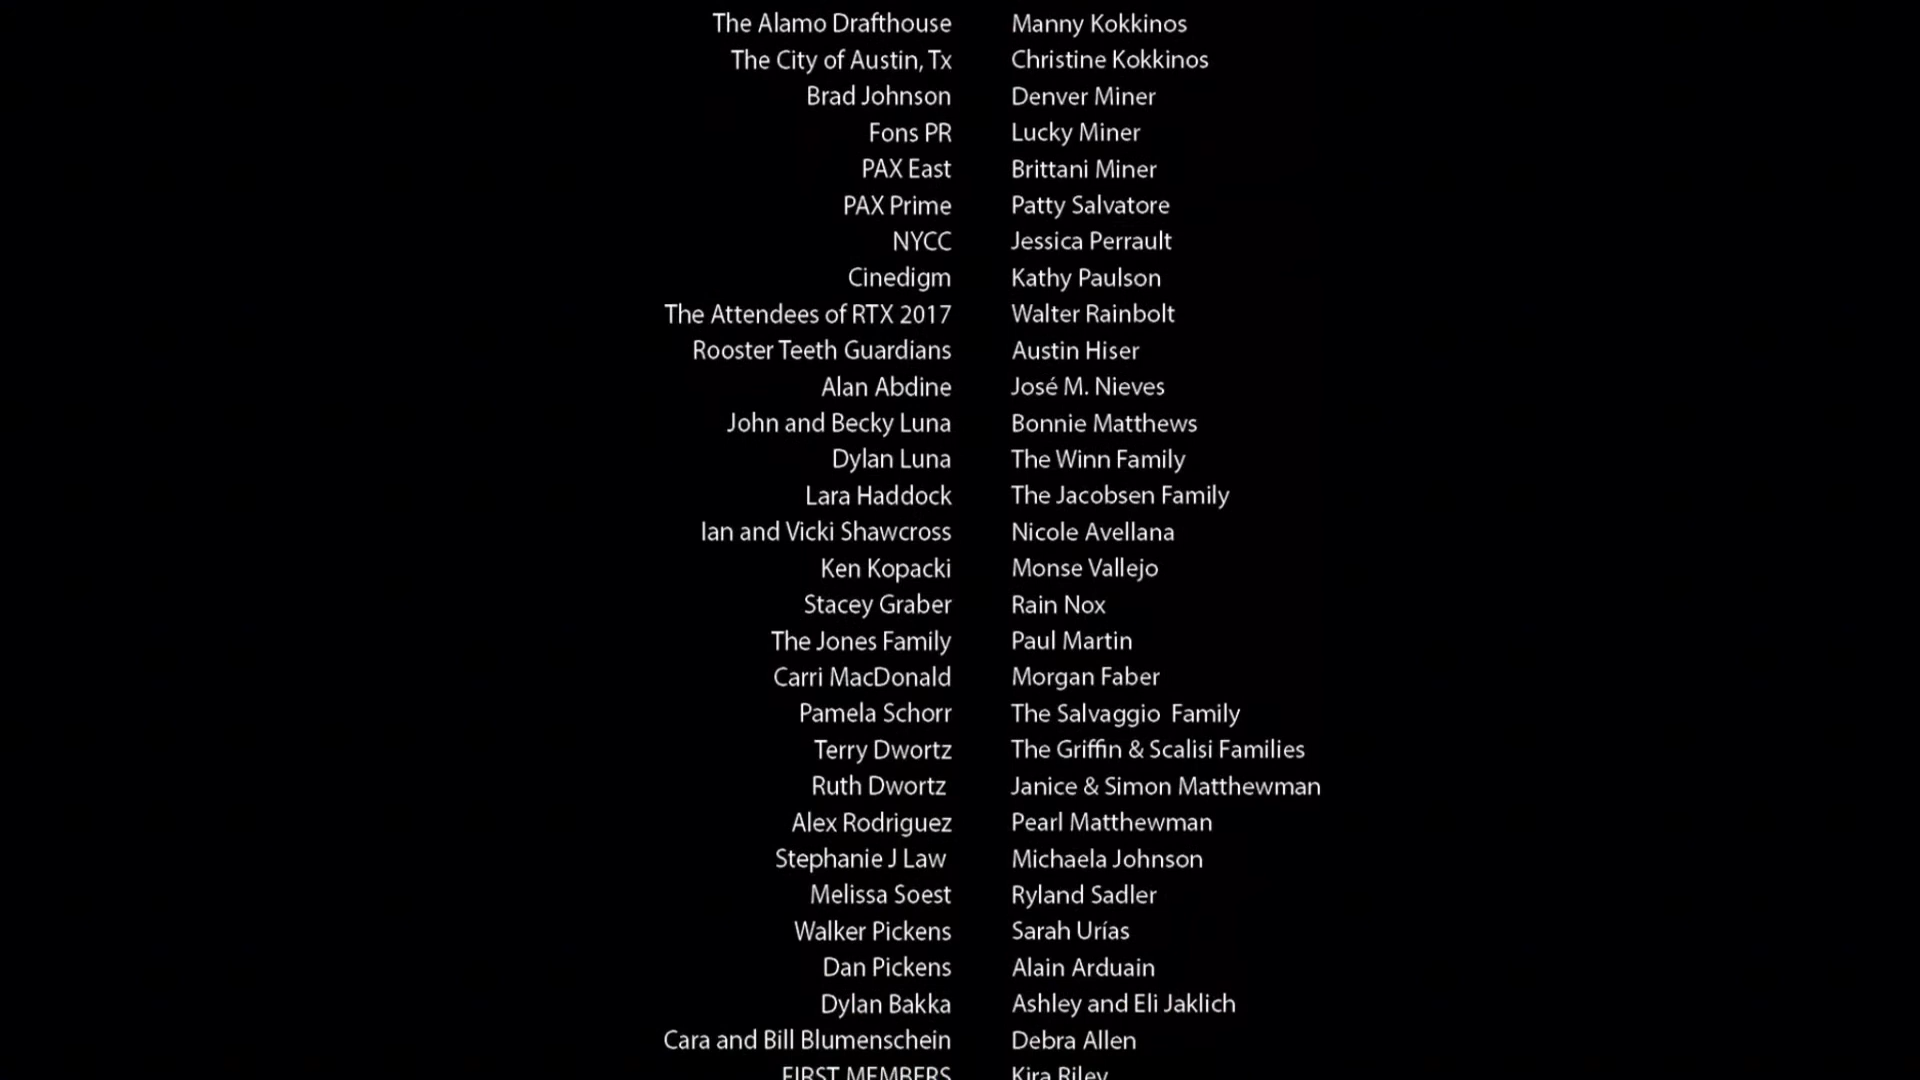 The Alamo Drafthouse Manny Kokkinos
The City of Austin, Tx Christine Kokkinos
Brad Johnson Denver Miner
Fons PR Lucky Miner
PAX East Brittani Miner
PAX Prime Patty Salvatore
NYCC Jessica Perrault
Cinedigm Kathy Paulson
The Attendees of RTX 2017 Walter Rainbolt
Rooster Teeth Guardians Austin Hiser
Alan Abdine José M. Nieves
John and Becky Luna Bonnie Matthews
Dylan Luna The Winn Family
Lara Haddock The Jacobsen Family
Ian and Vicki Shawcross Nicole Avellana
Ken Kopacki Monse Vallejo
Stacey Graber Rain Nox
The Jones Family Paul Martin
Carri MacDonald Morgan Faber
Pamela Schorr The Salvaggio Family
Terry Dwortz The Griffin & Scalisi Families
Ruth Dwortz Janice & Simon Matthewman
Alex Rodriguez Pearl Matthewman
Stephanie J Law Michaela Johnson
Melissa Soest Ryland Sadler
Walker Pickens Sarah Urías
Dan Pickens Alain Arduain
Dylan Bakka Ashley and Eli Jaklich
Cara and Bill Blumenschein Debra Allen
FIRST MEMBERS Kira Riley